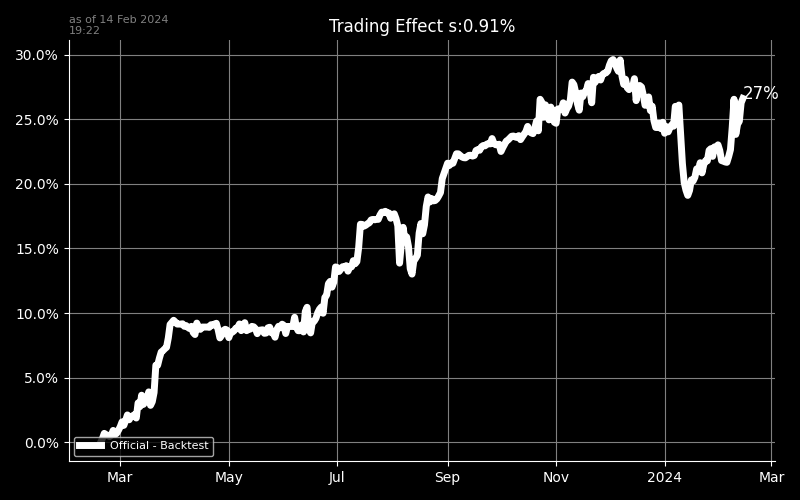 as of 14 Feb 2024
19:22
Trading Effect s:0.91%
30.0%
25.0%
20.0%
15.0%
10.0%
5.0%
0.0%
27%
Official - Backtest
Mar May Jul Sep Nov 2024 Mar